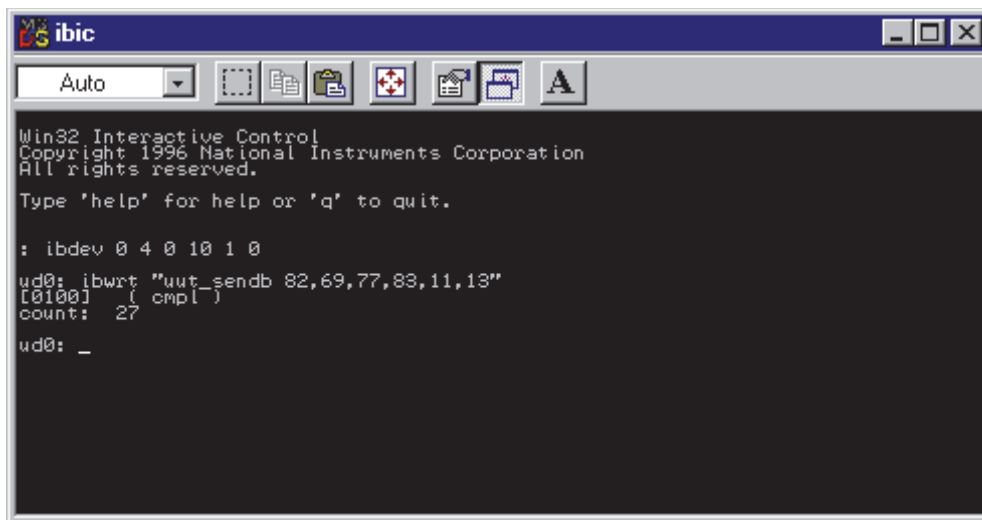 ibic
Auto
A
Win32 Interactive Control
Copyright 1996 National Instruments Corporation
All rights reserved.
Type 'help' for help or 'q' to quit.
: ibdev 0 4 0 10 1 0
ud0: ibwrt "uut_sendb 82,69,77,83,11,13"
[0100]   ( cmpl )
count:  27
ud0: _